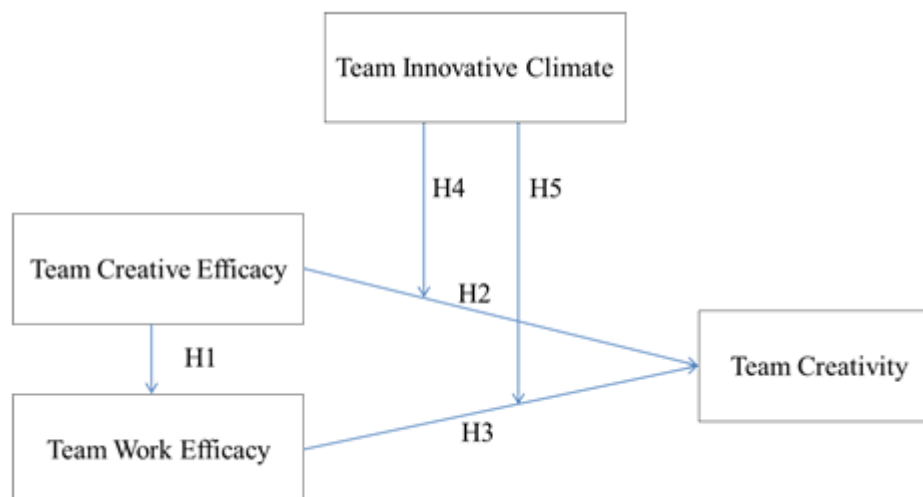 Team Innovative Climate
H4
H5
Team Creative Efficacy
H2
H1
Team Creativity
Team Work Efficacy
H3